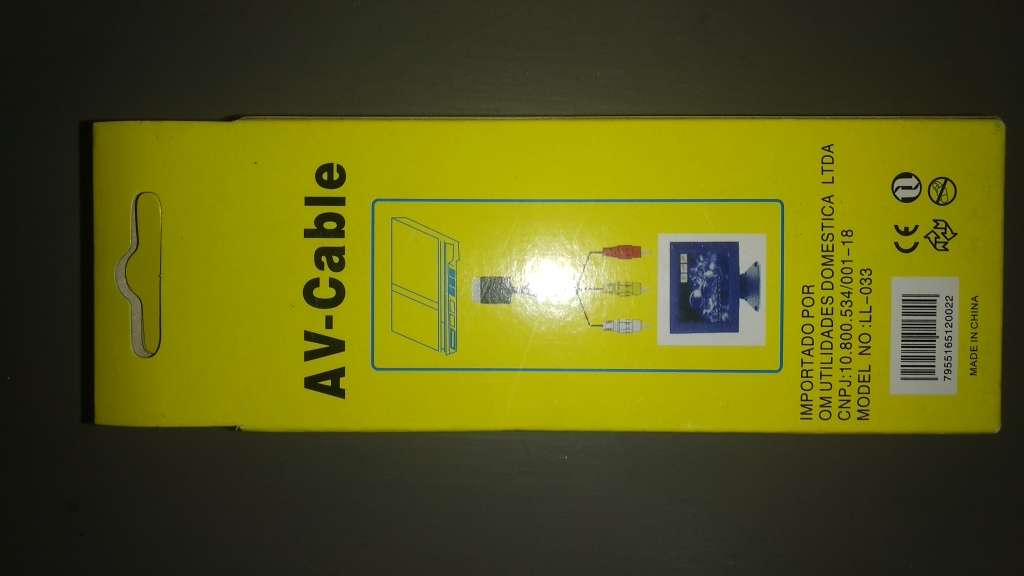 AV-Cable
IMPORTADO POR
OM UTILIDADES DOMESTICA LTDA
CNPJ:10.800.534/001-18
MODEL NO :LL-033
CE
7955165120022
MADE IN CHINA